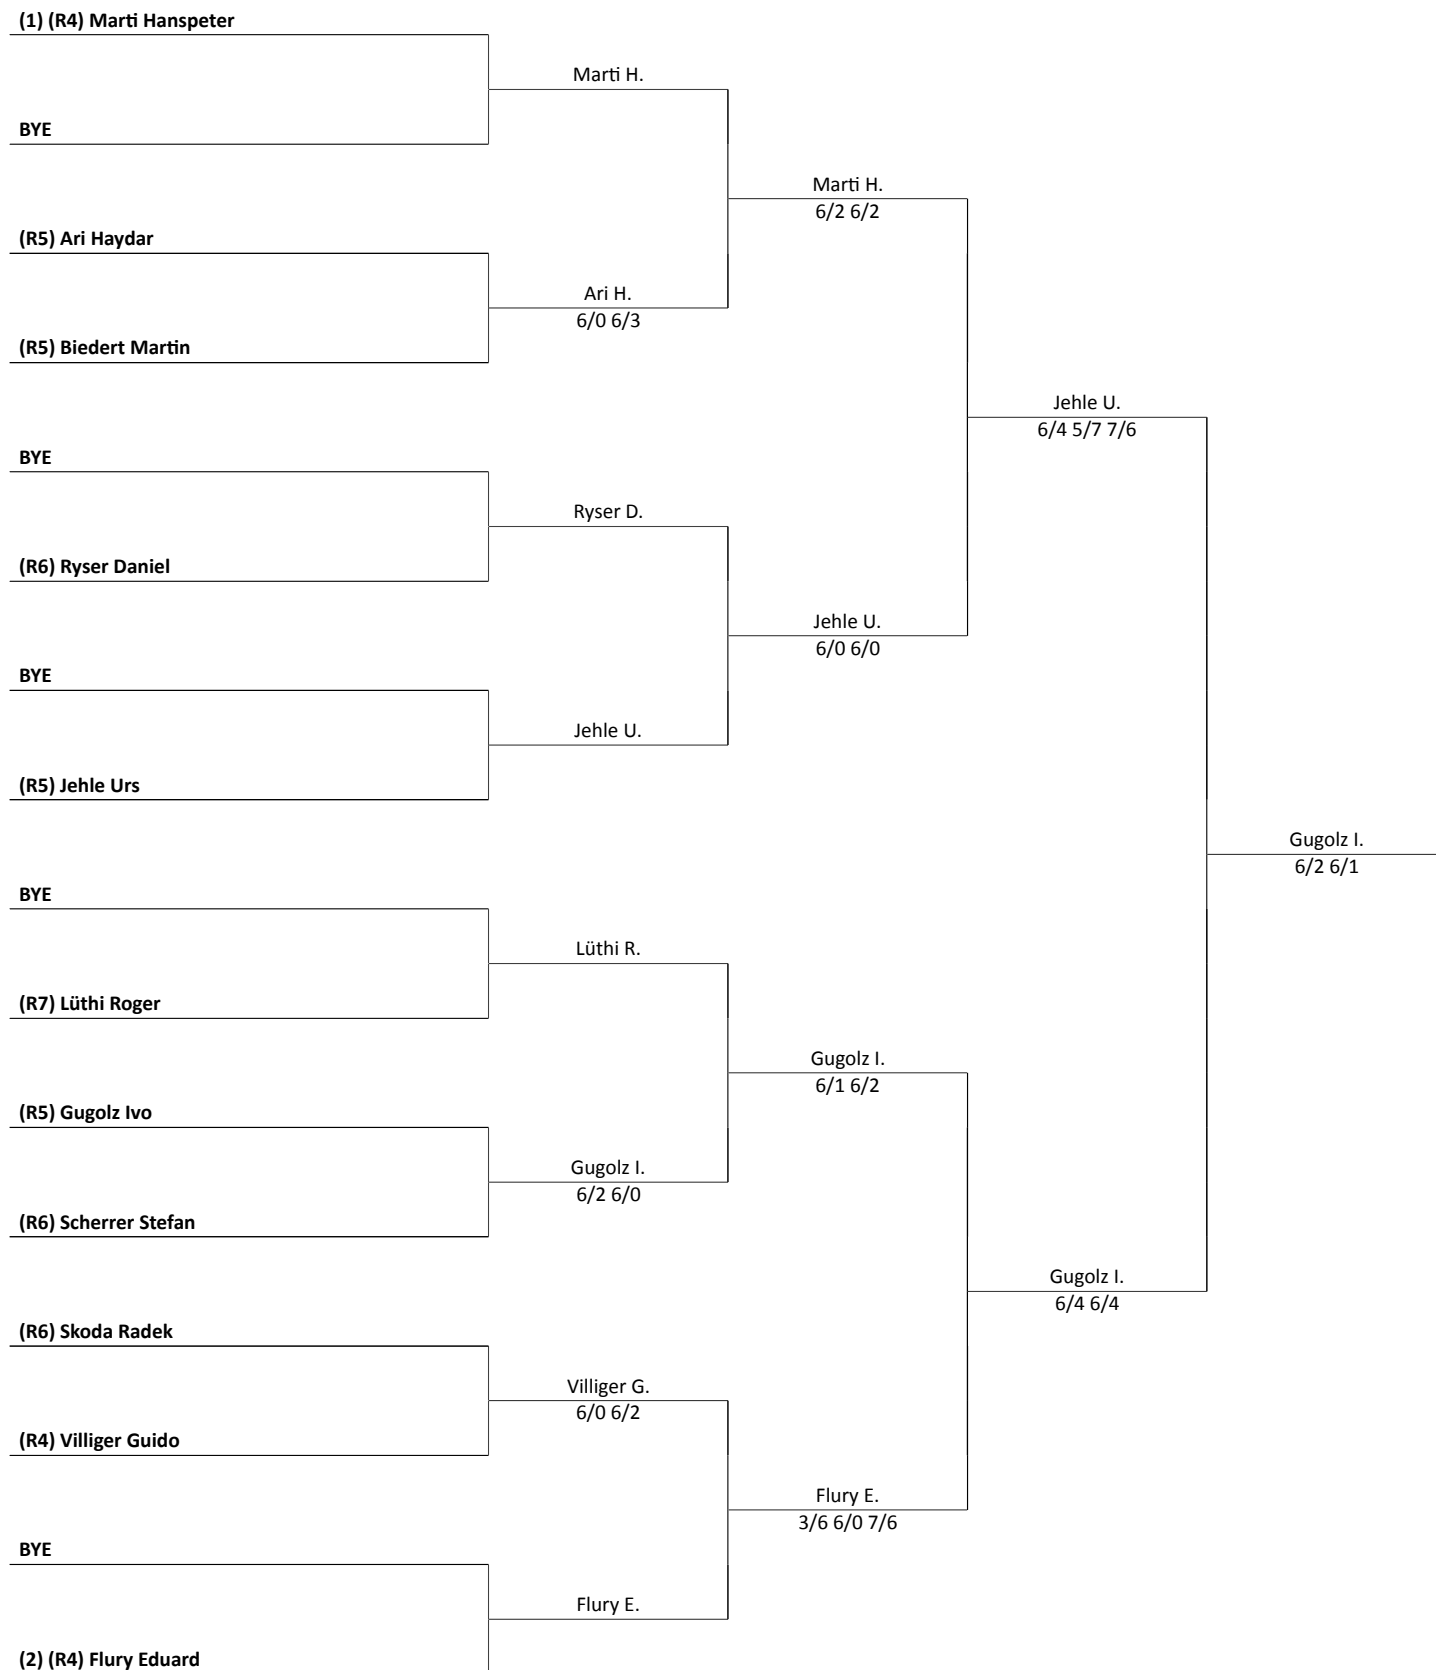 (1) (R4) Marti Hanspeter
Marti H.
BYE
Marti H.
6/2 6/2
(R5) Ari Haydar
Ari H.
6/0 6/3
(R5) Biedert Martin
Jehle U.
6/4 5/7 7/6
BYE
Ryser D.
(R6) Ryser Daniel
Jehle U.
6/0 6/0
BYE
Jehle U.
(R5) Jehle Urs
Gugolz I.
6/2 6/1
BYE
Lüthi R.
(R7) Lüthi Roger
Gugolz I.
6/1 6/2
(R5) Gugolz Ivo
Gugolz I.
6/2 6/0
(R6) Scherrer Stefan
Gugolz I.
6/4 6/4
(R6) Skoda Radek
Villiger G.
6/0 6/2
(R4) Villiger Guido
Flury E.
3/6 6/0 7/6
BYE
Flury E.
(2) (R4) Flury Eduard